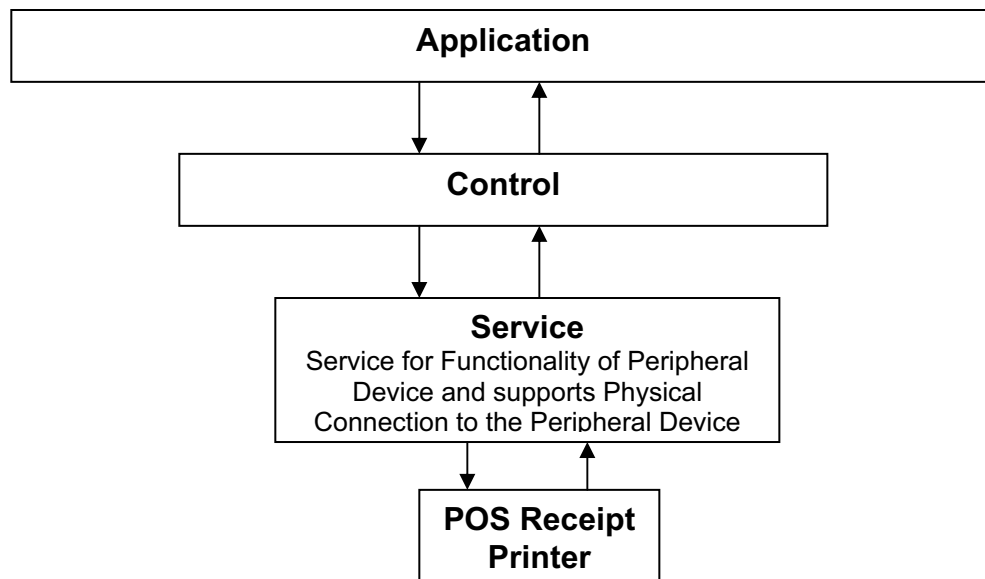 Application
Control
Service
Service for Functionality of Peripheral
Device and supports Physical
Connection to the Peripheral Device
POS Receipt
Printer